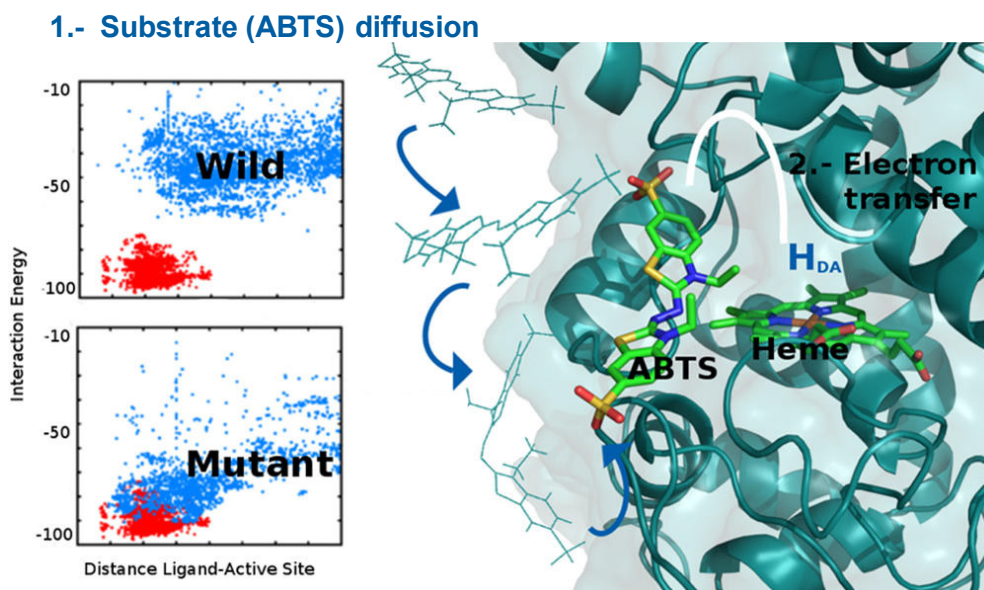 1.- Substrate (ABTS) diffusion
-10
Wild
-50
-100
Interaction Energy
-10
-50
Mutant
-100
Distance Ligand-Active Site
2.- Electron
transfer
HDA
Heme
ABTS